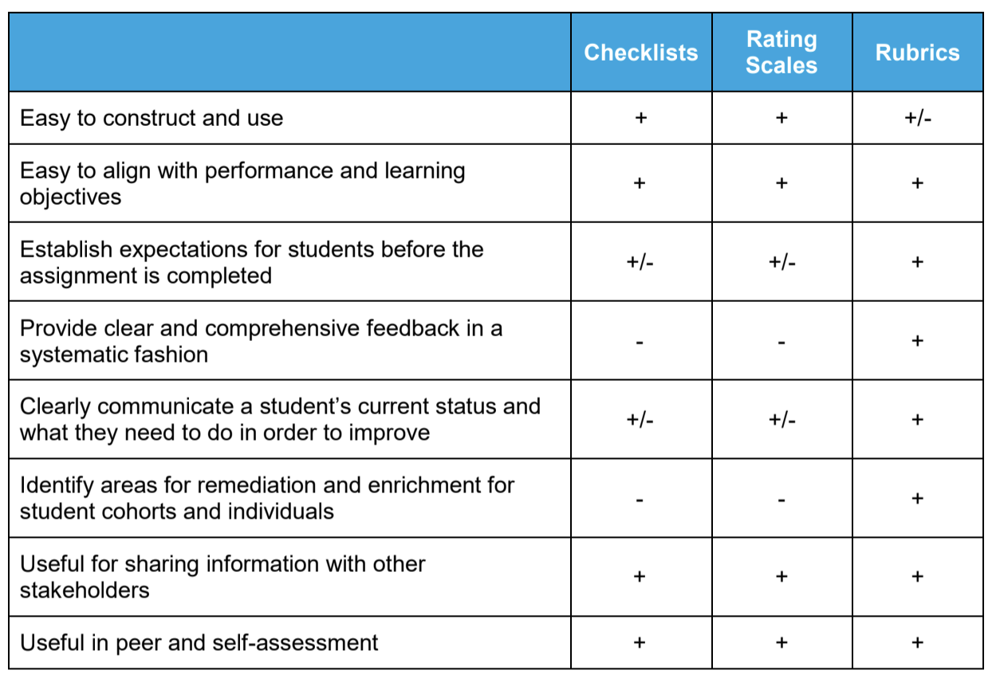 Checklists Rating Scales Rubrics
Easy to construct and use + + +/-
Easy to align with performance and learning
objectives + + +
Establish expectations for students before the
assignment is completed +/- +/- +
Provide clear and comprehensive feedback in a
systematic fashion - - +
Clearly communicate a student’s current status and
what they need to do in order to improve +/- +/- +
Identify areas for remediation and enrichment for
student cohorts and individuals - - +
Useful for sharing information with other
stakeholders + + +
Useful in peer and self-assessment + + +